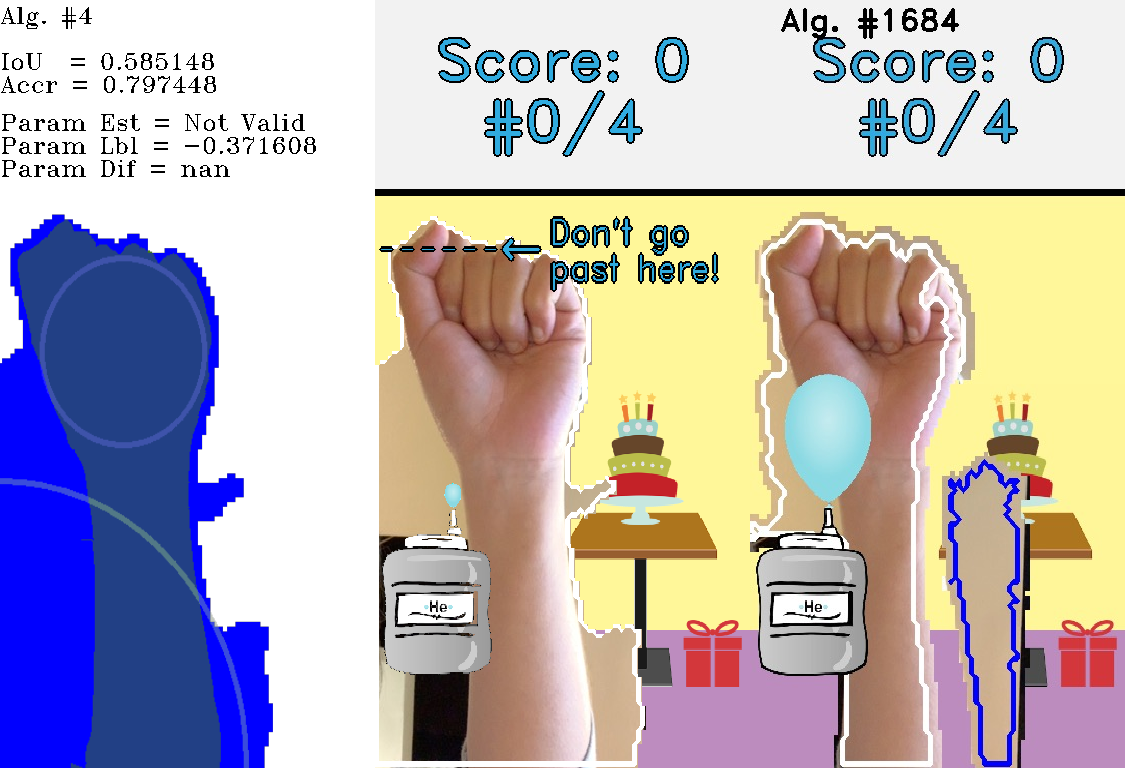 Alg. #4
IoU = 0.585148
Accr = 0.797448
Param Est = Not Valid
Param Lbl = −0.371608
Param Dif = nan
Score: 0
#0/4
Don't go
past here!
He
Alg. #1684
Score: 0
#0/4
He